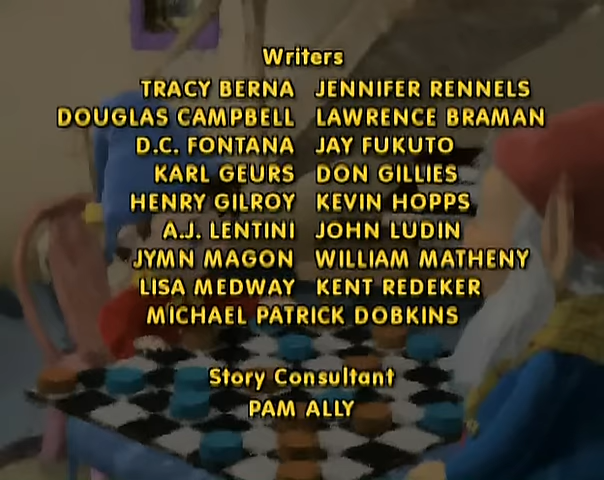 Writers
TRACY BERNA JENNIFER RENNELS
DOUGLAS CAMPBELL LAWRENCE BRAMAN
D.C. FONTANA JAY FUKUTO
KARL GEURS DON GILLIES
HENRY GILROY KEVIN HOPPS
A.J. LENTINI JOHN LUDIN
JYMN MAGON WILLIAM MATHENY
LISA MEDWAY KENT REDEKER
MICHAEL PATRICK DOBKINS
Story Consultant
PAM ALLY